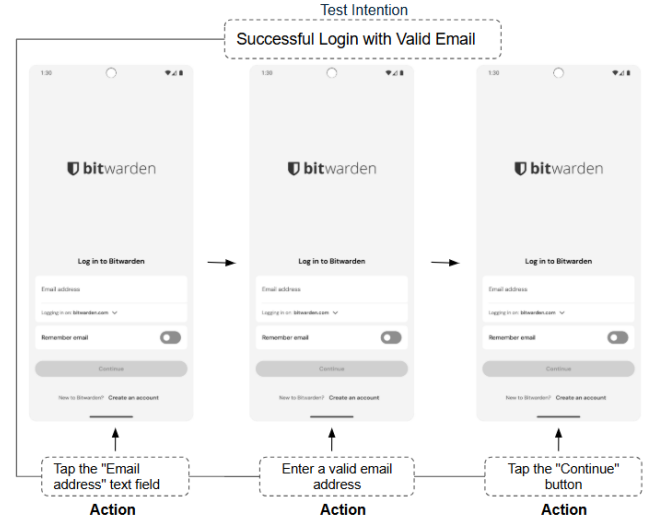 Test Intention
Successful Login with Valid Email
1:30
bitwarden
Log in to Bitwarden
Email address
Logging in on: bitwarden.com
Remember email
Continue
New to Bitwarden? Create an account
1:30
bitwarden
Log in to Bitwarden
Email address
Logging in on: bitwarden.com
Remember email
Continue
New to Bitwarden? Create an account
1:30
bitwarden
Log in to Bitwarden
Email address
Logging in on: bitwarden.com
Remember email
Continue
New to Bitwarden? Create an account
Tap the "Email
address" text field
Action
Enter a valid email
address
Action
Tap the "Continue"
button
Action